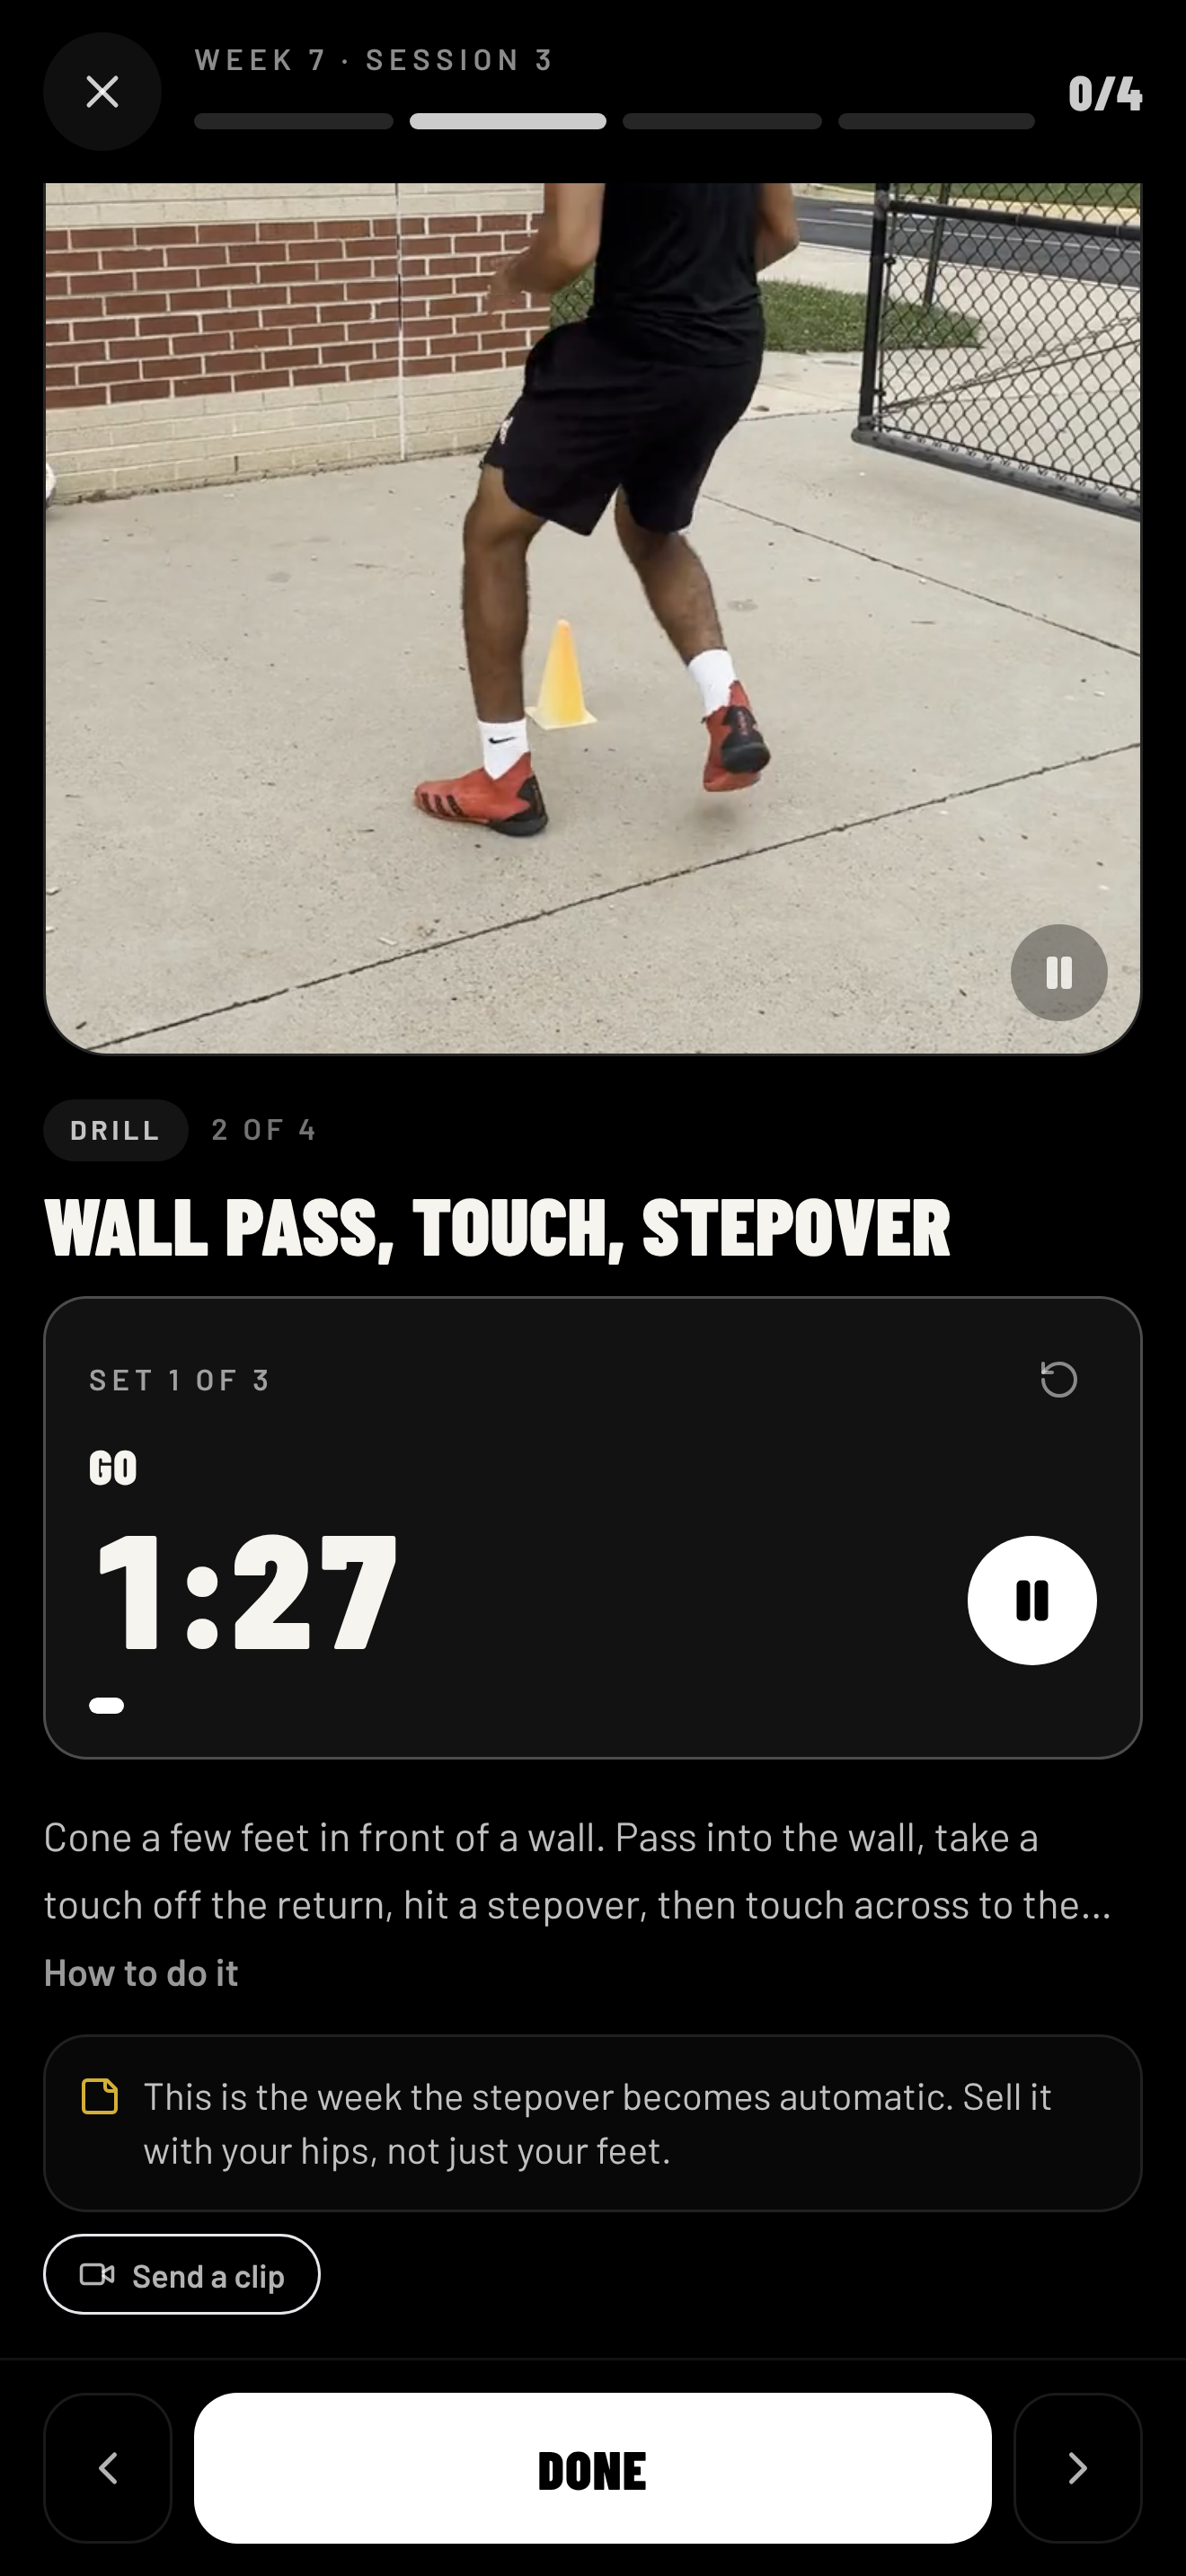 WEEK 7 · SESSION 3
0/4
DRILL
2 OF 4
WALL PASS, TOUCH, STEPOVER
SET 1 OF 3
GO
1:27
Cone a few feet in front of a wall. Pass into the wall, take a
touch off the return, hit a stepover, then touch across to the...
How to do it
This is the week the stepover becomes automatic. Sell it
with your hips, not just your feet.
Send a clip
DONE